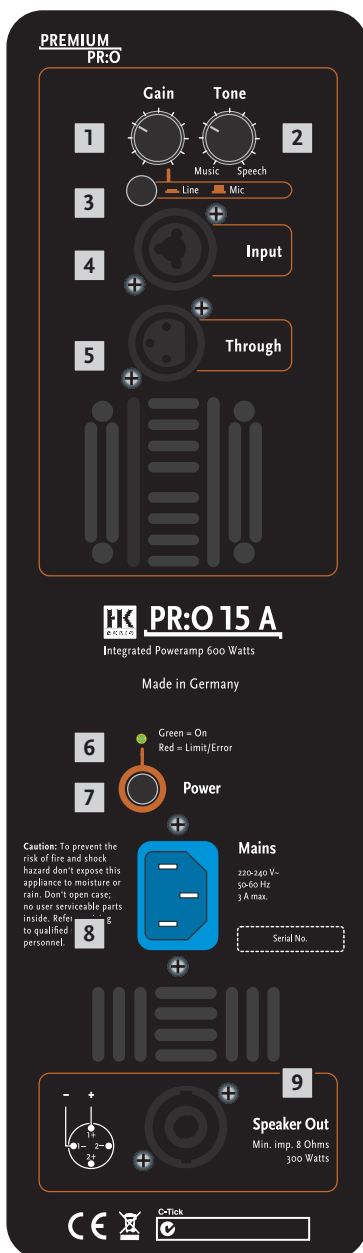 PREMIUM
PR:O
Gain Tone
1
2
Music Speech
3
Line Mic
4
Input
5
Through
HK
AUDIO
PR:O 15 A
Integrated Poweramp 600 Watts
Made in Germany
6
Green = On
Red = Limit/Error
7
Power
Caution: To prevent the
risk of fire and shock
hazard don't expose this
appliance to moisture or
rain. Don't open case;
no user serviceable parts
inside. Refer
to qualified
personnel.
8
Mains
220-240 V~
50-60 Hz
3 A max.
Serial No.
9
- +
1+
1- 2-
2+
Speaker Out
Min. imp. 8 Ohms
300 Watts
CE
C-Tick